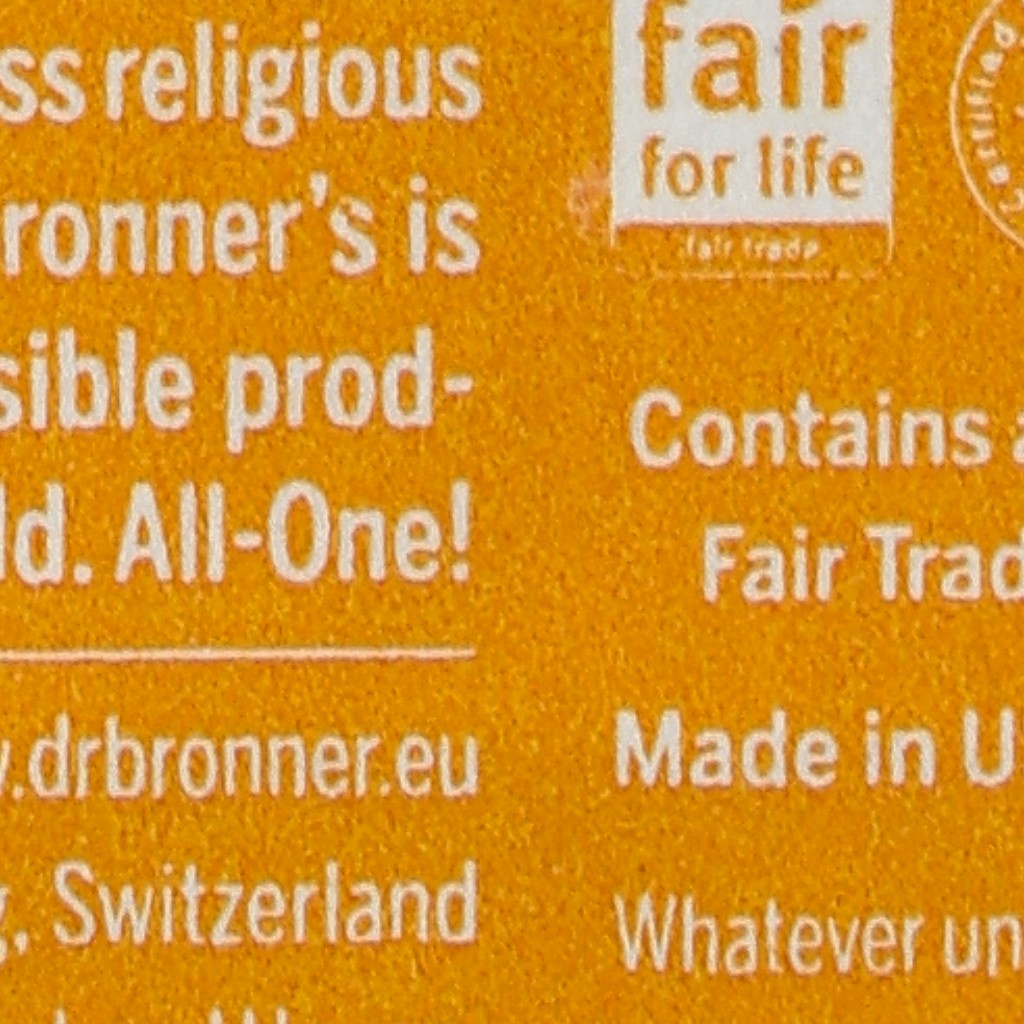 ss religious
ronner's is
sible prod-
ld. All-One!
.drbronner.eu
, Switzerland
fair
for life
fair trade
Certified
Contains a
Fair Trad
Made in U
Whatever un